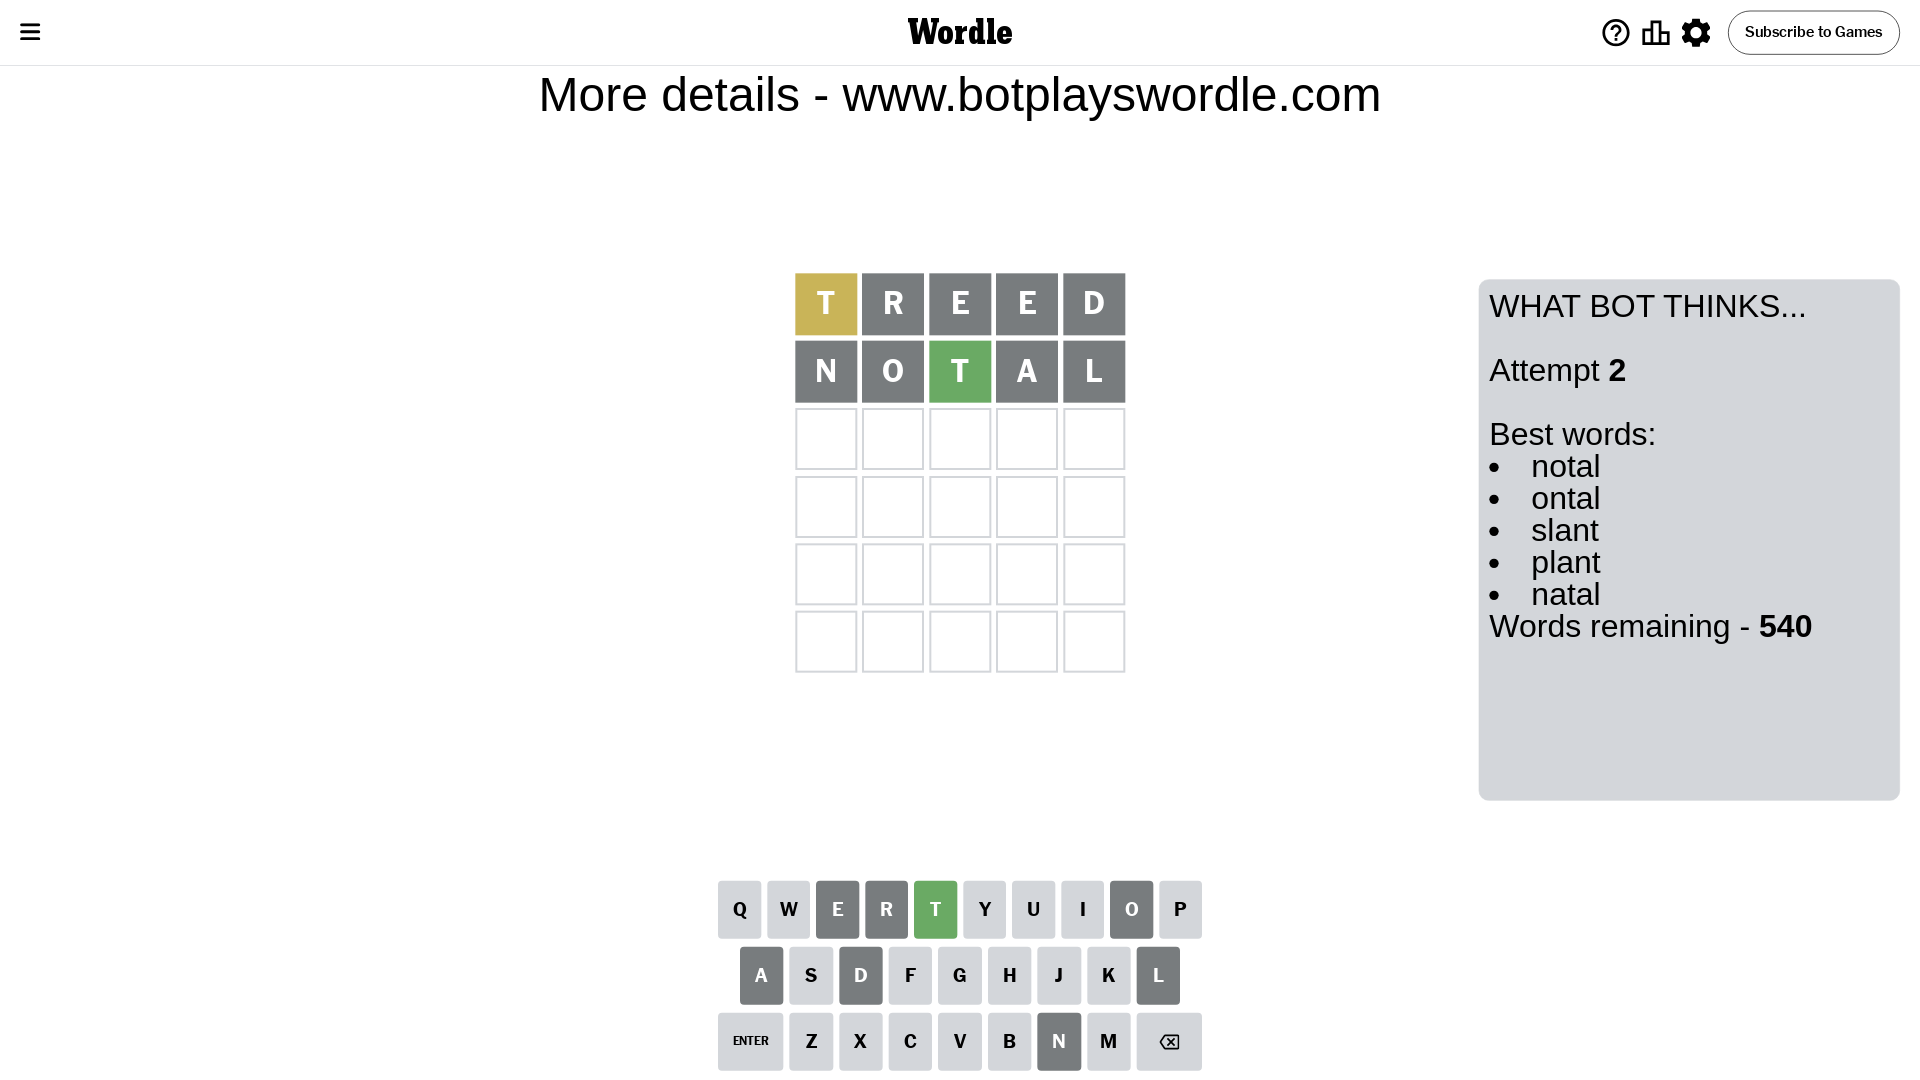 Wordle
Subscribe to Games
More details - www.botplayswordle.com
T R E E D
N O T A L
WHAT BOT THINKS...
Attempt 2
Best words:
• notal
• ontal
• slant
• plant
• natal
Words remaining - 540
Q W E R T Y U I O P
A S D F G H J K L
ENTER Z X C V B N M